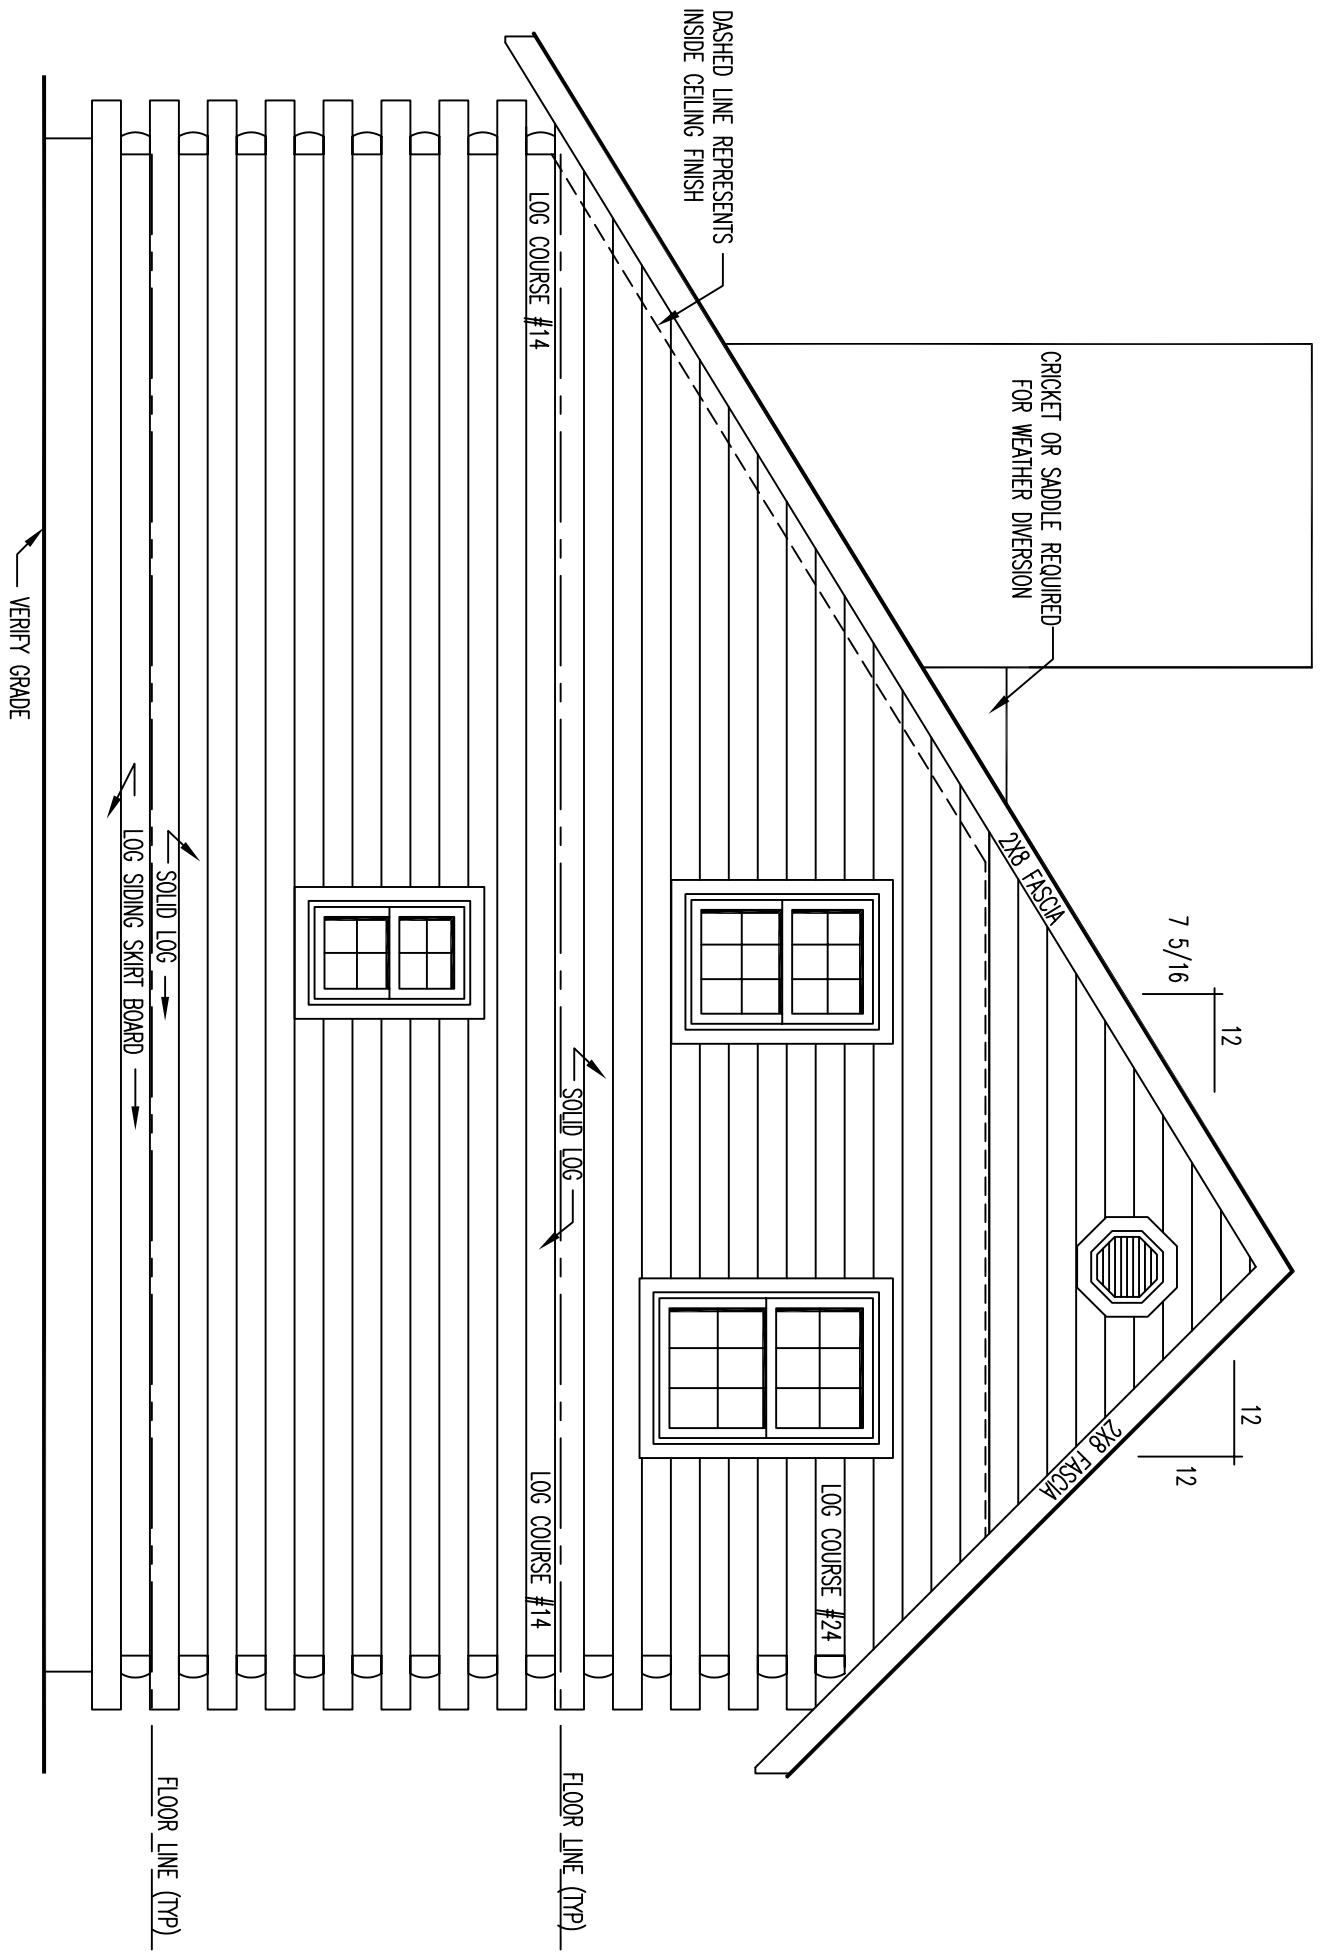 12
12
12
7 5/16
2X8 FASCIA
2X8 FASCIA
CRICKET OR SADDLE REQUIRED
FOR WEATHER DIVERSION
LOG COURSE #24
DASHED LINE REPRESENTS
INSIDE CEILING FINISH
SOLID LOG
FLOOR LINE (TYP)
LOG COURSE #14
LOG COURSE #14
SOLID LOG
FLOOR LINE (TYP)
LOG SIDING SKIRT BOARD
VERIFY GRADE